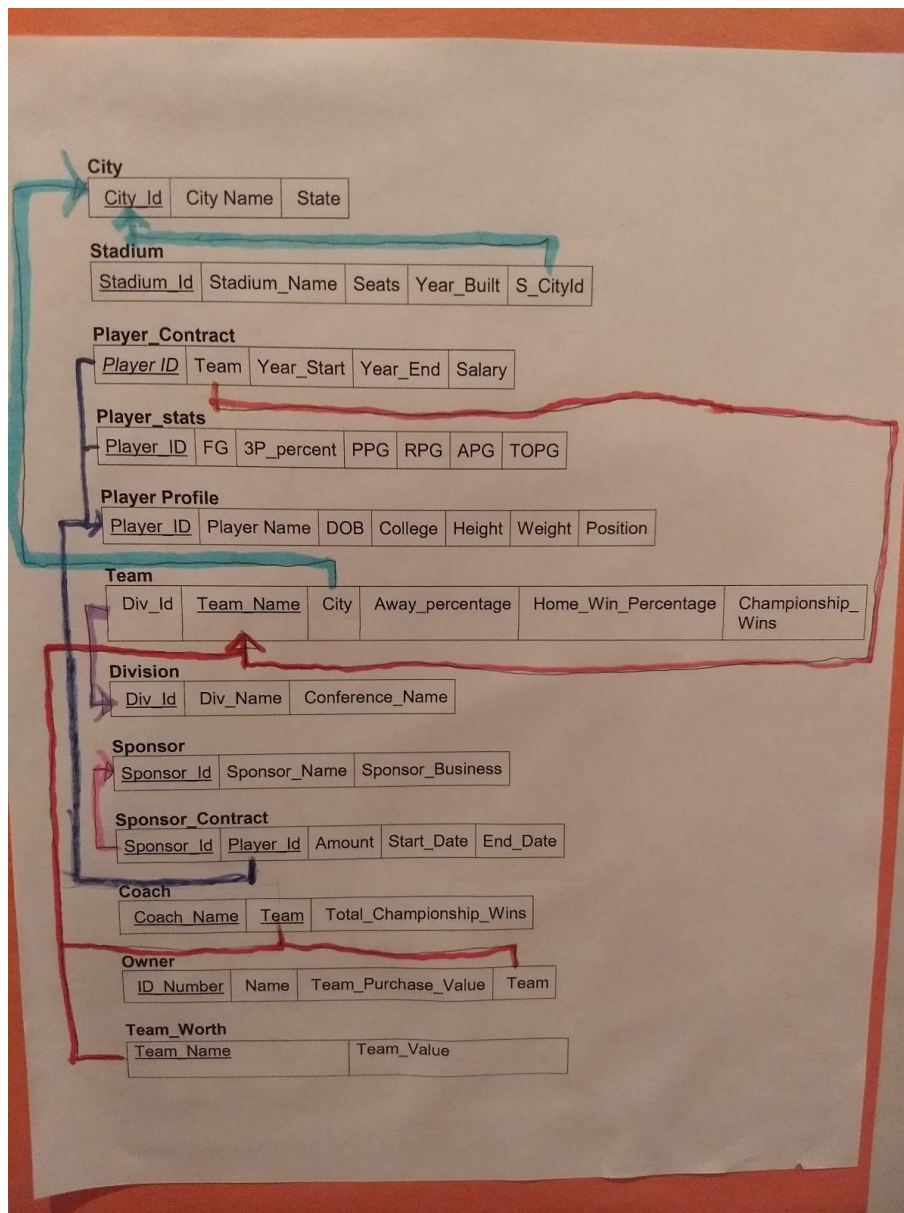 City
City_Id City Name State
Stadium
Stadium_Id Stadium_Name Seats Year_Built S_CityId
Player_Contract
Player ID Team Year_Start Year_End Salary
Player_stats
Player_ID FG 3P_percent PPG RPG APG TOPG
Player Profile
Player_ID Player Name DOB College Height Weight Position
Team
Div_Id Team_Name City Away_percentage Home_Win_Percentage Championship_
Wins
Division
Div_Id Div_Name Conference_Name
Sponsor
Sponsor_Id Sponsor_Name Sponsor_Business
Sponsor_Contract
Sponsor_Id Player_Id Amount Start_Date End_Date
Coach
Coach_Name Team Total_Championship_Wins
Owner
ID_Number Name Team_Purchase_Value Team
Team_Worth
Team_Name Team_Value